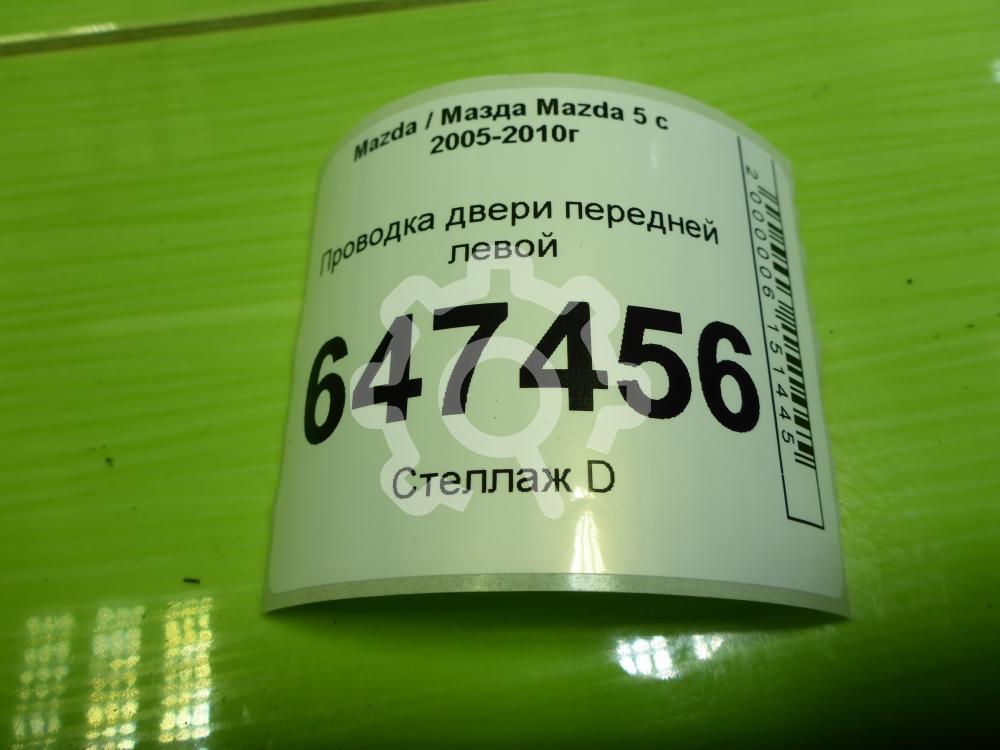 Mazda / Мазда Mazda 5 с
2005-2010г
Проводка двери передней
левой
647456
Стеллаж D
2000006151445